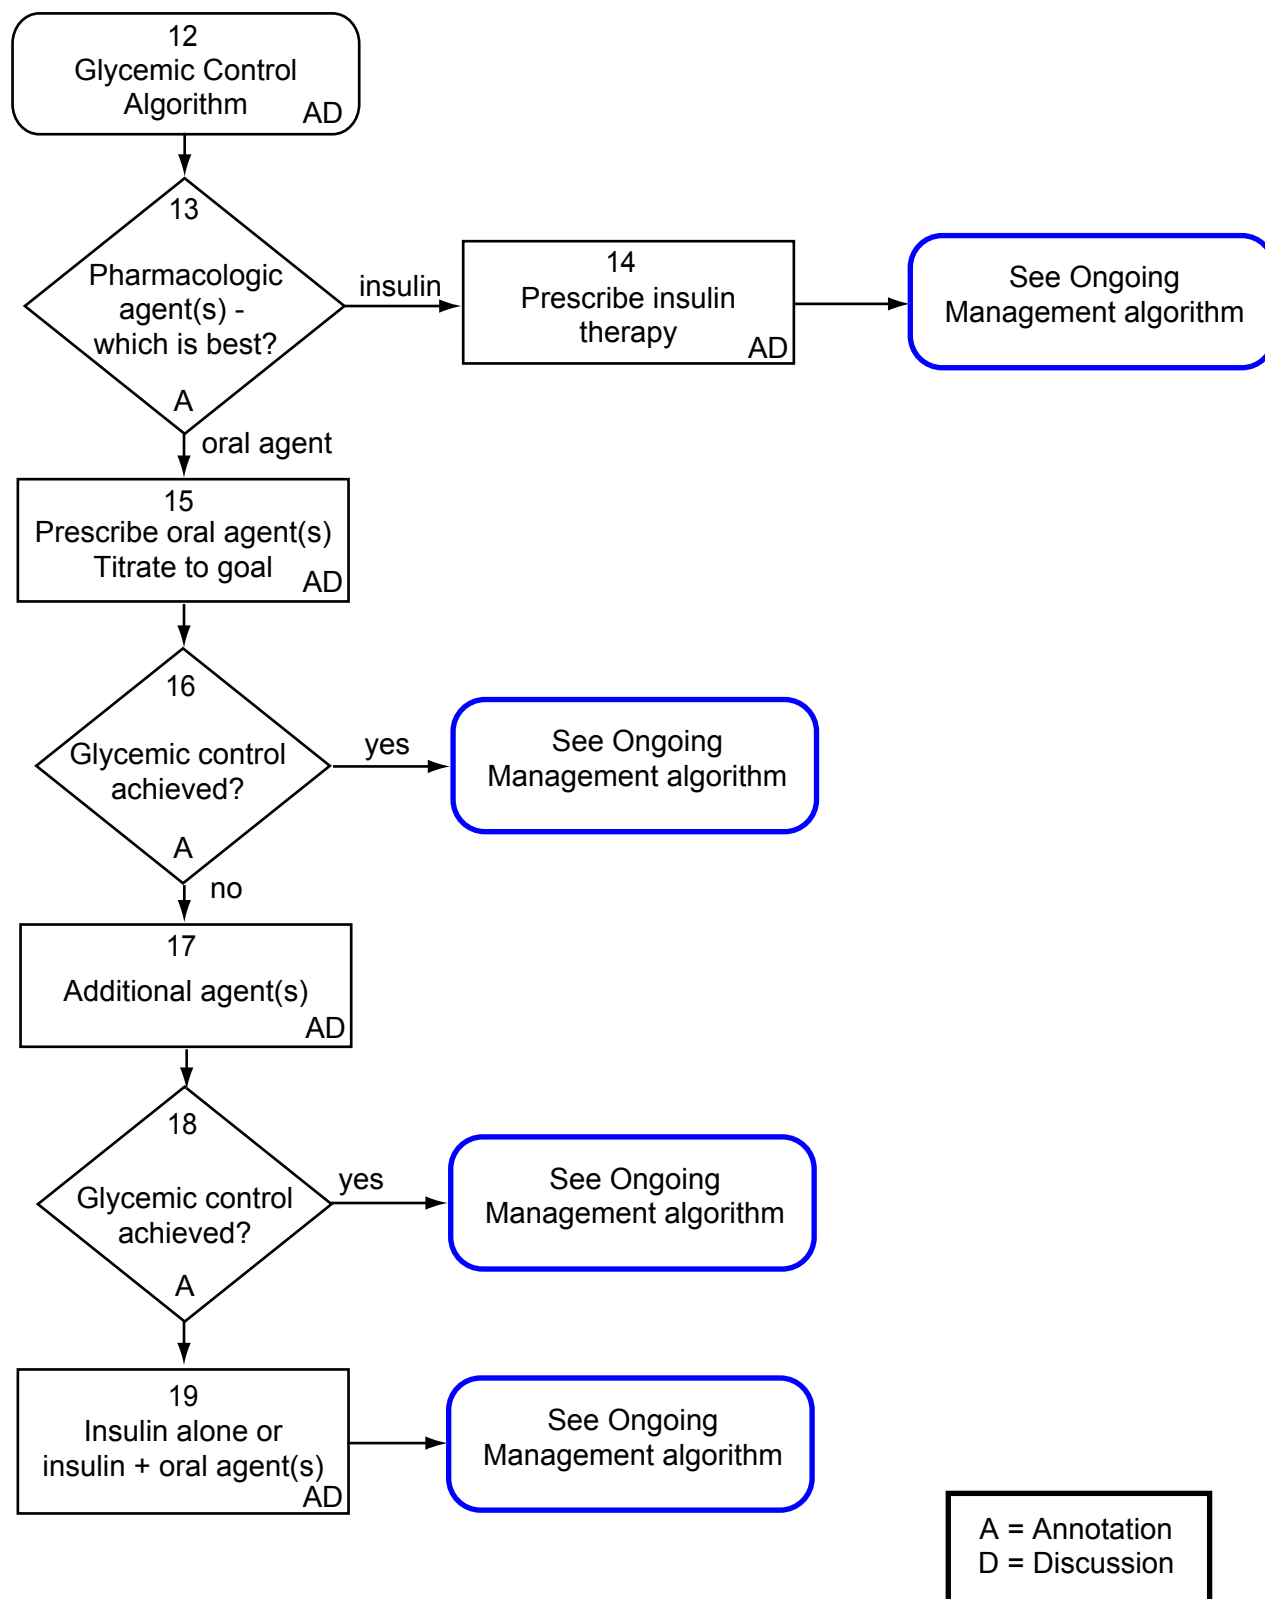 12
Glycemic Control
Algorithm
AD
13
Pharmacologic
agent(s) -
which is best?
A
insulin
14
Prescribe insulin
therapy
AD
See Ongoing
Management algorithm
oral agent
15
Prescribe oral agent(s)
Titrate to goal
AD
16
Glycemic control
achieved?
A
yes
See Ongoing
Management algorithm
no
17
Additional agent(s)
AD
18
Glycemic control
achieved?
A
yes
See Ongoing
Management algorithm
19
Insulin alone or
insulin + oral agent(s)
AD
See Ongoing
Management algorithm
A = Annotation
D = Discussion